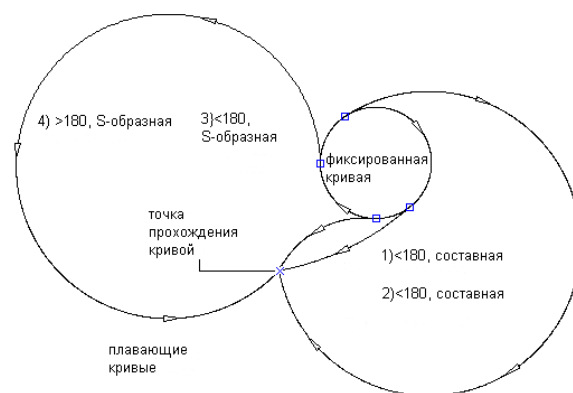 4) >180, S-образная
3)<180,
S-образная
фиксированная
кривая
точка
прохождения
кривой
1)<180, составная
2)<180, составная
плавающие
кривые